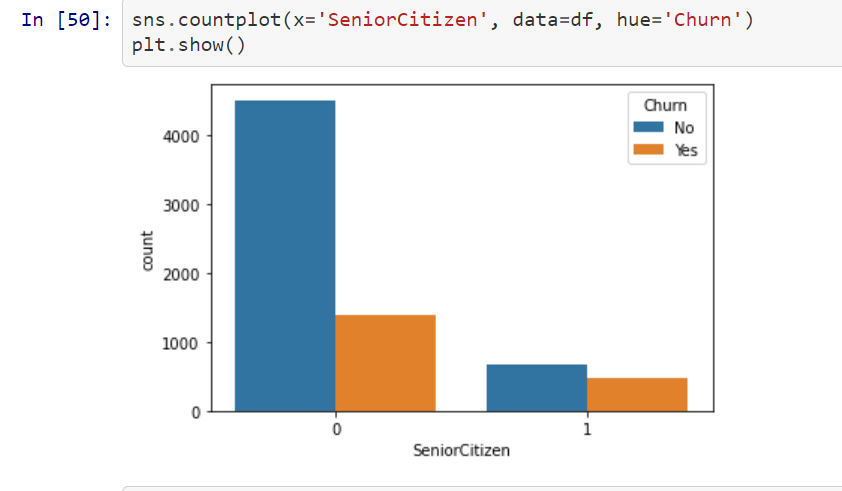 In [50]: sns.countplot(x='SeniorCitizen', data=df, hue='Churn')
plt.show()
Churn
No
Yes
4000
3000
2000
1000
0
count
0 1
SeniorCitizen